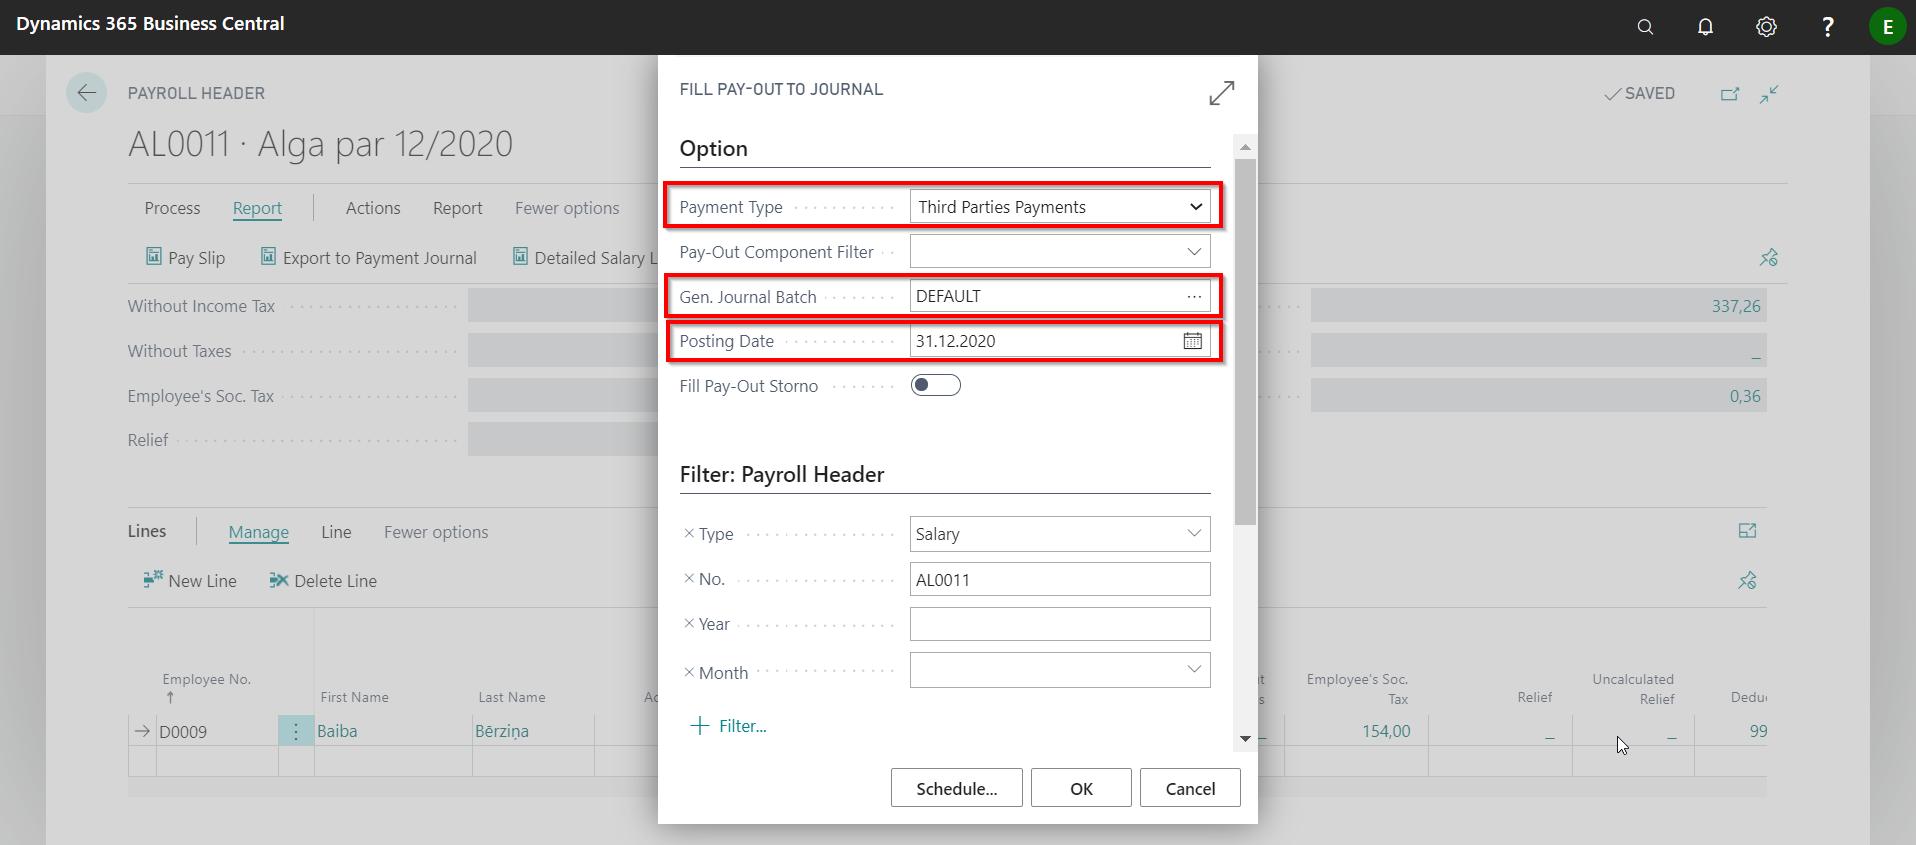 Dynamics 365 Business Central
E
PAYROLL HEADER
SAVED
AL0011 · Alga par 12/2020
Process Report Actions Report Fewer options
Pay Slip Export to Payment Journal Detailed Salary L
Without Income Tax
337,26
Without Taxes
_
Employee's Soc. Tax
0,36
Relief
Lines Manage Line Fewer options
New Line Delete Line
Employee No. ↑ First Name Last Name Ac
Employee's Soc. Tax Relief Uncalculated Relief Dedu
D0009 Baiba Bērziņa _ 154,00 _ _ 99
FILL PAY-OUT TO JOURNAL
Option
Payment Type Third Parties Payments
Pay-Out Component Filter
Gen. Journal Batch DEFAULT ...
Posting Date 31.12.2020
Fill Pay-Out Storno
Filter: Payroll Header
× Type Salary
× No. AL0011
× Year
× Month
+ Filter...
Schedule... OK Cancel